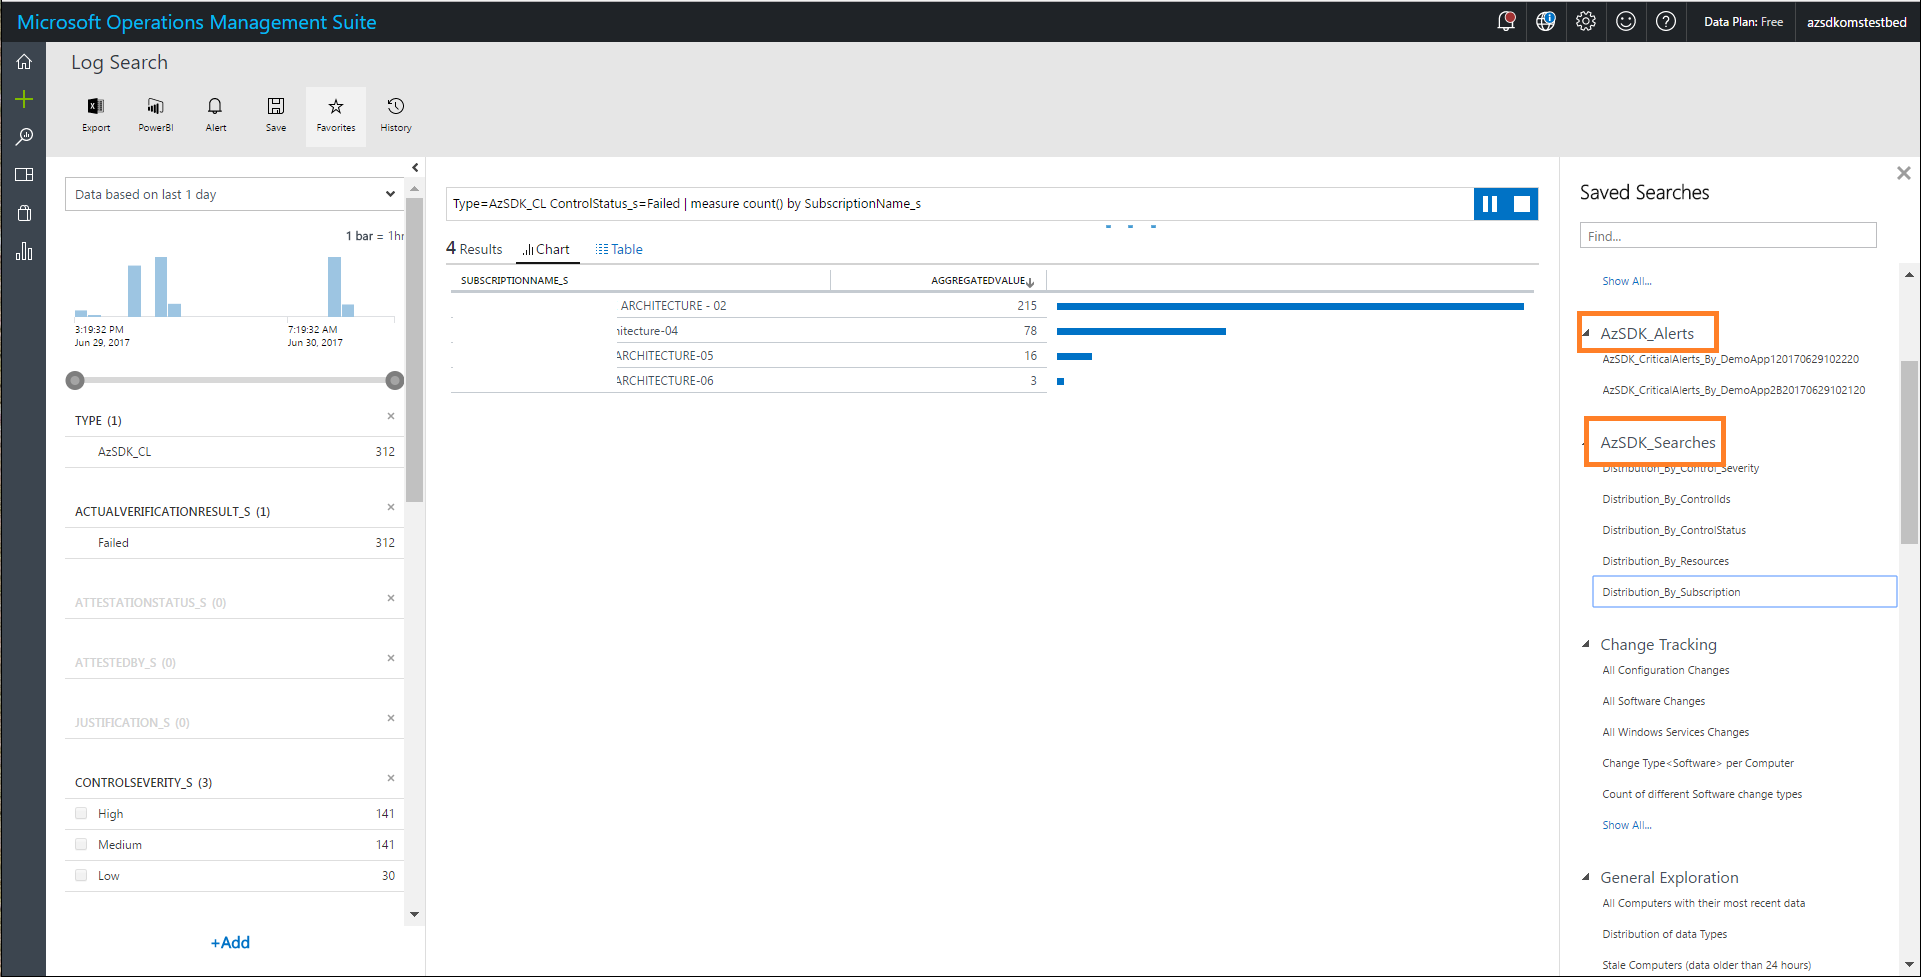 Microsoft Operations Management Suite
Data Plan: Free
azsdkomstestbed
Log Search
Export
PowerBI
Alert
Save
Favorites
History
Data based on last 1 day
1 bar = 1hr
3:19:32 PM
Jun 29, 2017
7:19:32 AM
Jun 30, 2017
TYPE (1)
AzSDK_CL 312
ACTUALVERIFICATIONRESULT_S (1)
Failed 312
ATTESTATIONSTATUS_S (0)
ATTESTEDBY_S (0)
JUSTIFICATION_S (0)
CONTROLSEVERITY_S (3)
High 141
Medium 141
Low 30
+Add
Type=AzSDK_CL ControlStatus_s=Failed | measure count() by SubscriptionName_s
4 Results
Chart
Table
SUBSCRIPTIONNAME_S AGGREGATEDVALUE
ARCHITECTURE - 02 215
hitecture-04 78
ARCHITECTURE-05 16
ARCHITECTURE-06 3
Saved Searches
Find...
Show All...
AzSDK_Alerts
AzSDK_CriticalAlerts_By_DemoApp120170629102220
AzSDK_CriticalAlerts_By_DemoApp2B20170629102120
AzSDK_Searches
Distribution_By_Control_Severity
Distribution_By_ControlIds
Distribution_By_ControlStatus
Distribution_By_Resources
Distribution_By_Subscription
Change Tracking
All Configuration Changes
All Software Changes
All Windows Services Changes
Change Type<Software> per Computer
Count of different Software change types
Show All...
General Exploration
All Computers with their most recent data
Distribution of data Types
Stale Computers (data older than 24 hours)